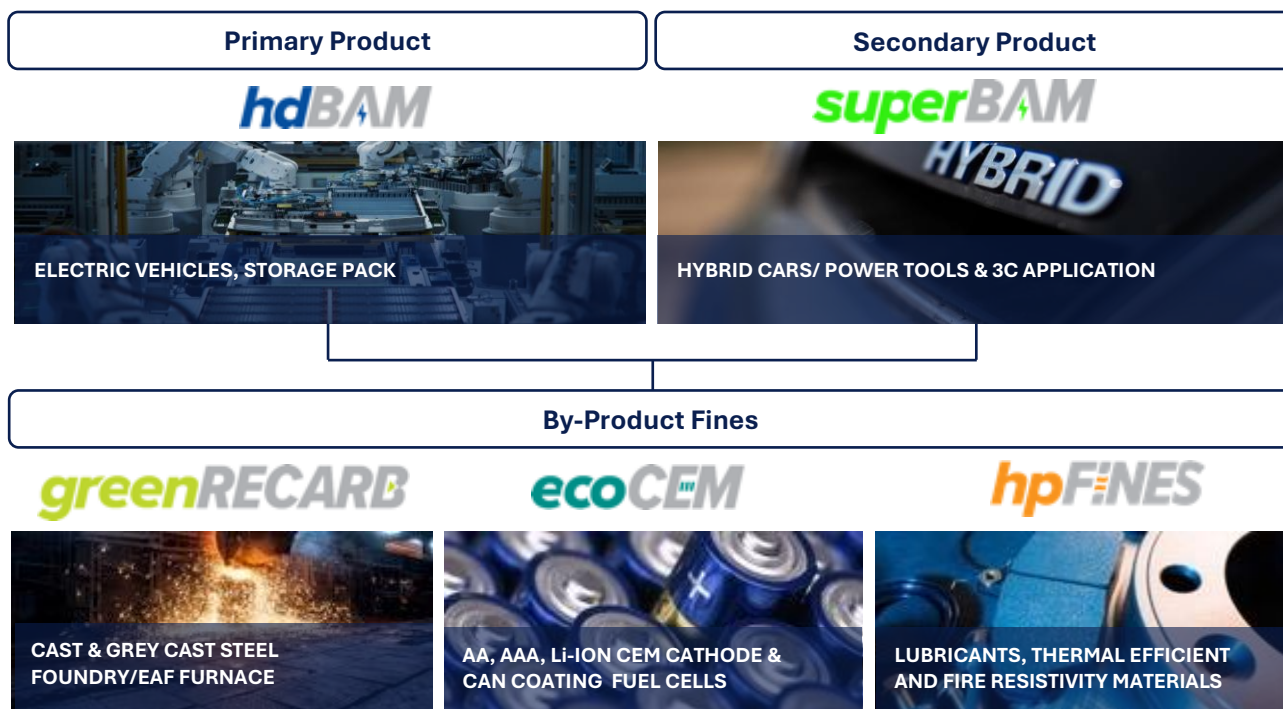 Primary Product
Secondary Product
hdBAM
superBAM
HYBRID
ELECTRIC VEHICLES, STORAGE PACK
HYBRID CARS/ POWER TOOLS & 3C APPLICATION
By-Product Fines
greenRECARB
ecoCEM
hpFiNES
CAST & GREY CAST STEEL
FOUNDRY/EAF FURNACE
AA, AAA, Li-ION CEM CATHODE &
CAN COATING FUEL CELLS
LUBRICANTS, THERMAL EFFICIENT
AND FIRE RESISTIVITY MATERIALS